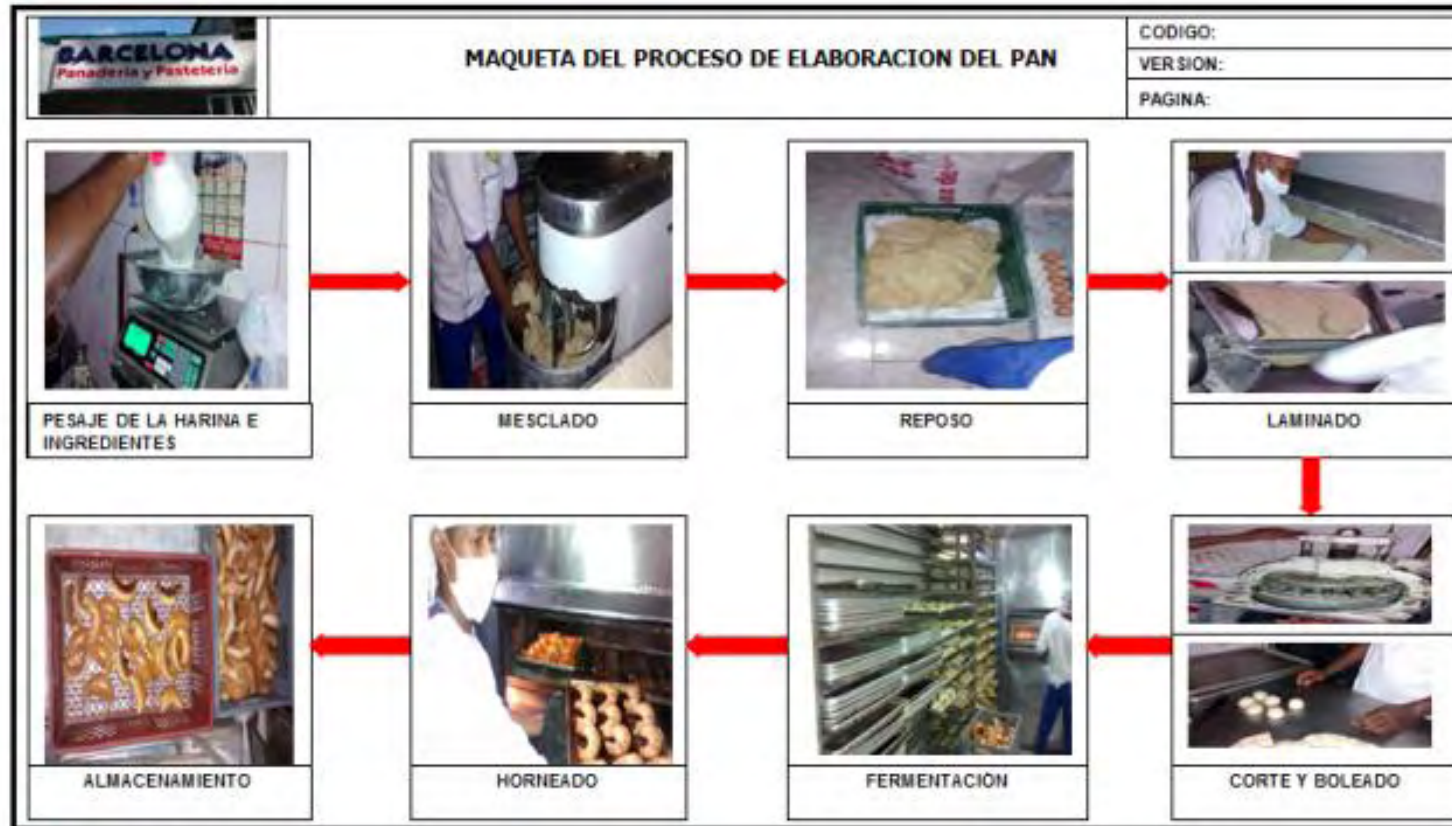 BARCELONA
Panadería y Pastelería
MAQUETA DEL PROCESO DE ELABORACION DEL PAN
CODIGO:
VERSION:
PAGINA:
PESAJE DE LA HARINA E
INGREDIENTES
MESCLADO
REPOSO
LAMINADO
ALMACENAMIENTO
HORNEADO
FERMENTACIÓN
CORTE Y BOLEADO